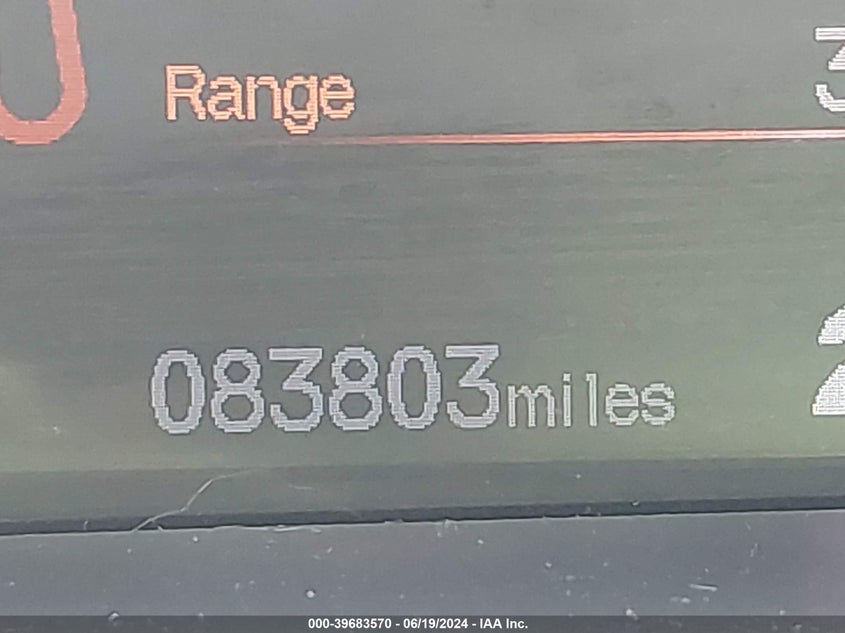 Range
083803miles
000-39683570 - 06/19/2024 - IAA Inc.